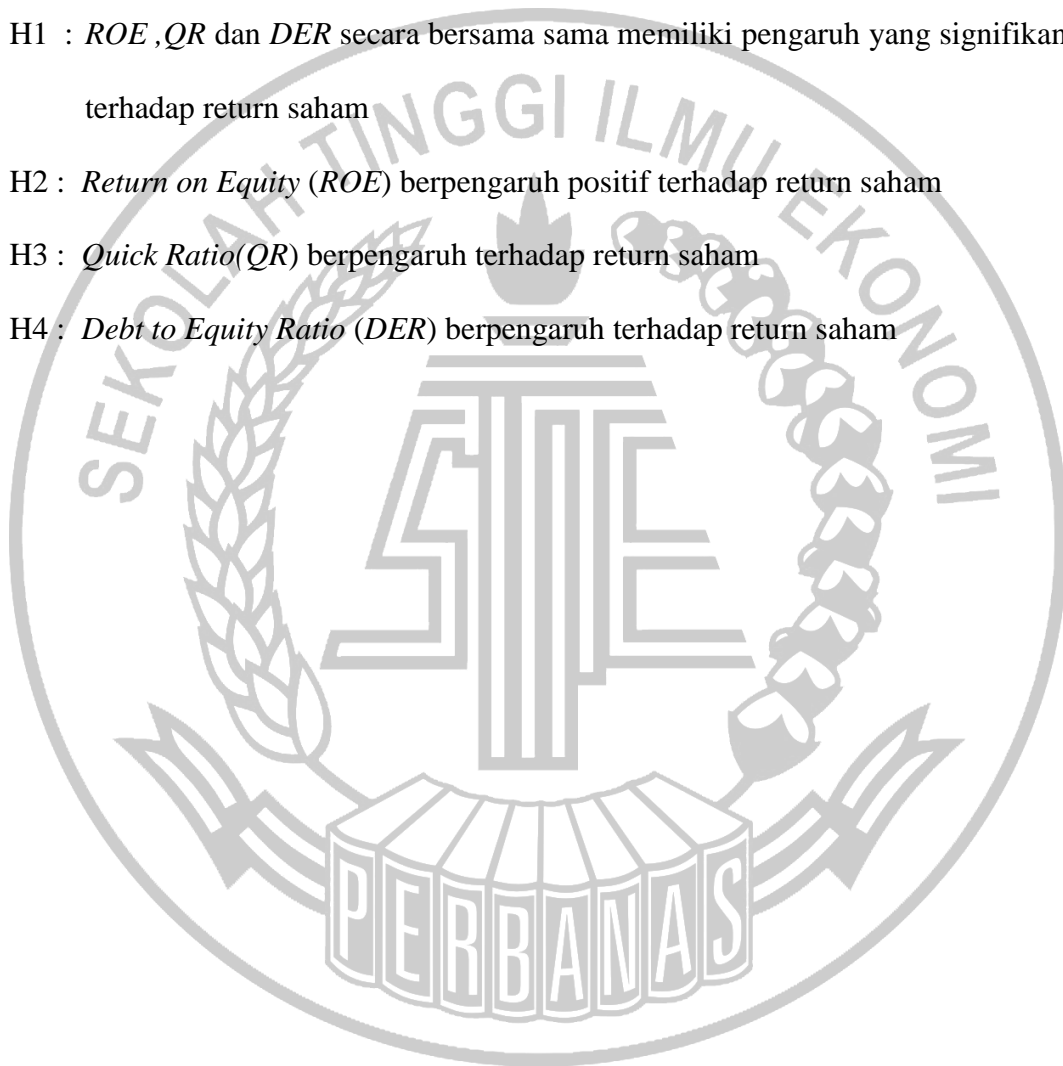 H1 : ROE ,QR dan DER secara bersama sama memiliki pengaruh yang signifikan
terhadap return saham
H2 : Return on Equity (ROE) berpengaruh positif terhadap return saham
H3 : Quick Ratio(QR) berpengaruh terhadap return saham
H4 : Debt to Equity Ratio (DER) berpengaruh terhadap return saham
SEKOLAH TINGGI ILMU EKONOMI
STIE
PERBANAS